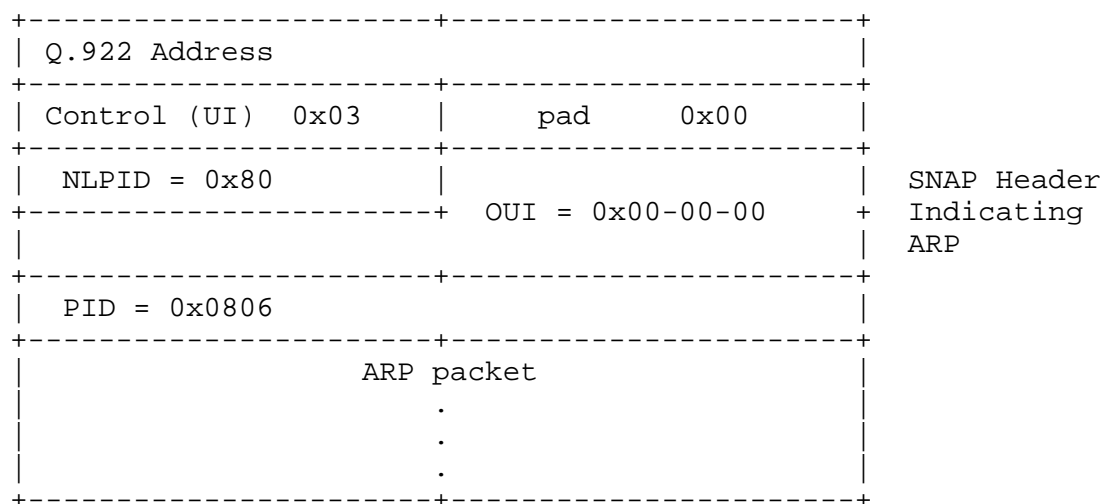 Q.922 Address
Control (UI) 0x03 pad 0x00
NLPID = 0x80 SNAP Header
OUI = 0x00-00-00 Indicating
ARP
PID = 0x0806
ARP packet
.
.
.